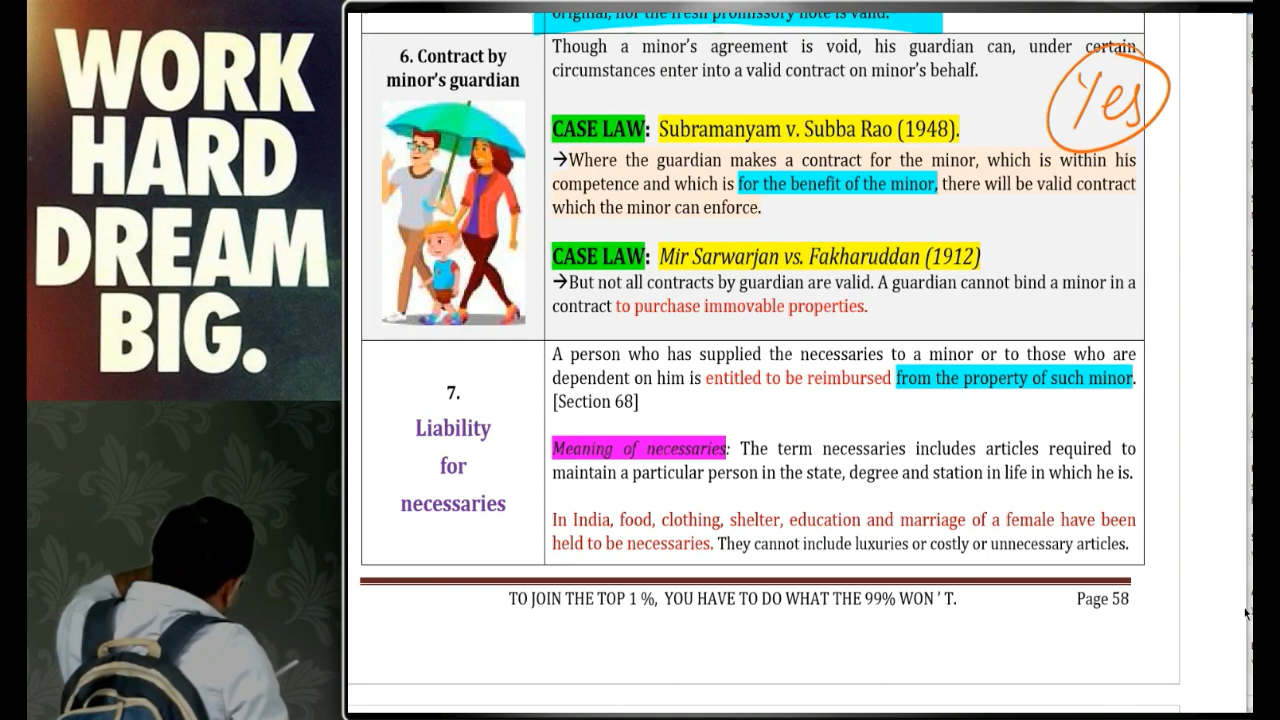 WORK
HARD
DREAM
BIG.
original, nor the fresh promissory note is valid.
6. Contract by
minor's guardian
Though a minor's agreement is void, his guardian can, under certain
circumstances enter into a valid contract on minor's behalf.
Yes
CASE LAW: Subramanyam v. Subba Rao (1948).
→Where the guardian makes a contract for the minor, which is within his
competence and which is for the benefit of the minor, there will be valid contract
which the minor can enforce.
CASE LAW: Mir Sarwarjan vs. Fakharuddan (1912)
→But not all contracts by guardian are valid. A guardian cannot bind a minor in a
contract to purchase immovable properties.
7.
Liability
for
necessaries
A person who has supplied the necessaries to a minor or to those who are
dependent on him is entitled to be reimbursed from the property of such minor.
[Section 68]
Meaning of necessaries: The term necessaries includes articles required to
maintain a particular person in the state, degree and station in life in which he is.
In India, food, clothing, shelter, education and marriage of a female have been
held to be necessaries. They cannot include luxuries or costly or unnecessary articles.
TO JOIN THE TOP 1 %, YOU HAVE TO DO WHAT THE 99% WON ' T.
Page 58